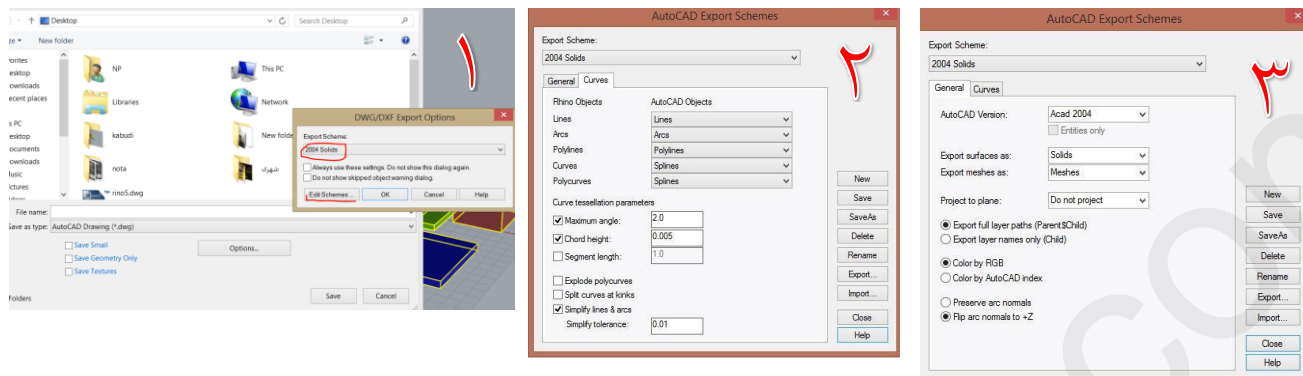 Desktop
Search Desktop
New folder
NP
This PC
Libraries
Network
kabudi
New folde
nota
شهرک
rino5.dwg
File name:
Save as type: AutoCAD Drawing (*.dwg)
Save Small
Save Geometry Only
Save Textures
Options...
Folders
Save
Cancel
DWG/DXF Export Options
Export Scheme:
2004 Solids
Always use these settings. Do not show this dialog again.
Do not show skipped object warning dialog.
Edit Schemes...
OK
Cancel
Help
۱
AutoCAD Export Schemes
۲
Export Scheme:
2004 Solids
General
Curves
Rhino Objects AutoCAD Objects
Lines Lines
Arcs Arcs
Polylines Polylines
Curves Splines
Polycurves Splines
Curve tessellation parameters
Maximum angle: 2.0
Chord height: 0.005
Segment length: 1.0
Explode polycurves
Split curves at kinks
Simplify lines & arcs
Simplify tolerance: 0.01
New
Save
SaveAs
Delete
Rename
Export...
Import...
Close
Help
AutoCAD Export Schemes
۳
Export Scheme:
2004 Solids
General
Curves
AutoCAD Version: Acad 2004
Entities only
Export surfaces as: Solids
Export meshes as: Meshes
Project to plane: Do not project
Export full layer paths (Parent$Child)
Export layer names only (Child)
Color by RGB
Color by AutoCAD index
Preserve arc normals
Flip arc normals to +Z
New
Save
SaveAs
Delete
Rename
Export...
Import...
Close
Help